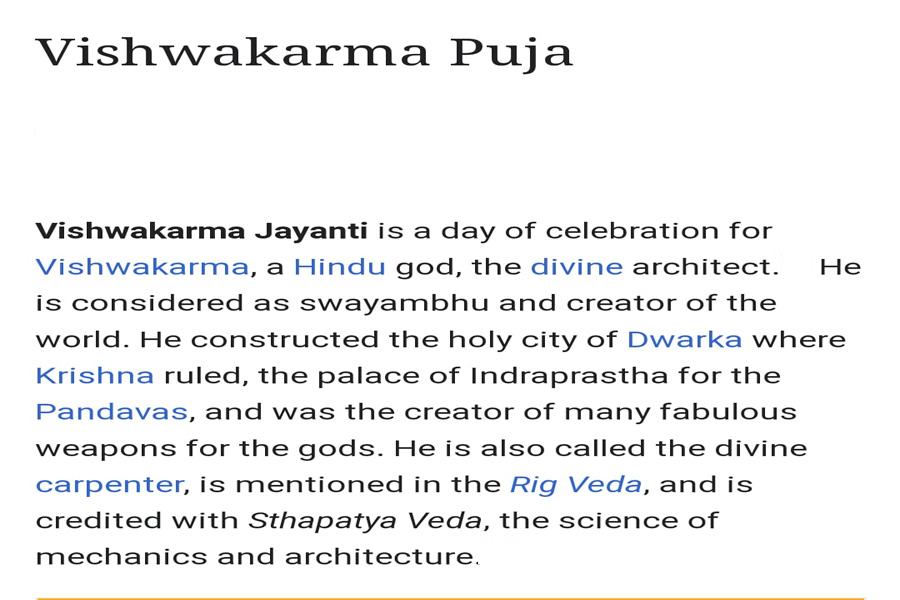 Vishwakarma Puja
Vishwakarma Jayanti is a day of celebration for
Vishwakarma, a Hindu god, the divine architect. He
is considered as swayambhu and creator of the
world. He constructed the holy city of Dwarka where
Krishna ruled, the palace of Indraprastha for the
Pandavas, and was the creator of many fabulous
weapons for the gods. He is also called the divine
carpenter, is mentioned in the Rig Veda, and is
credited with Sthapatya Veda, the science of
mechanics and architecture.